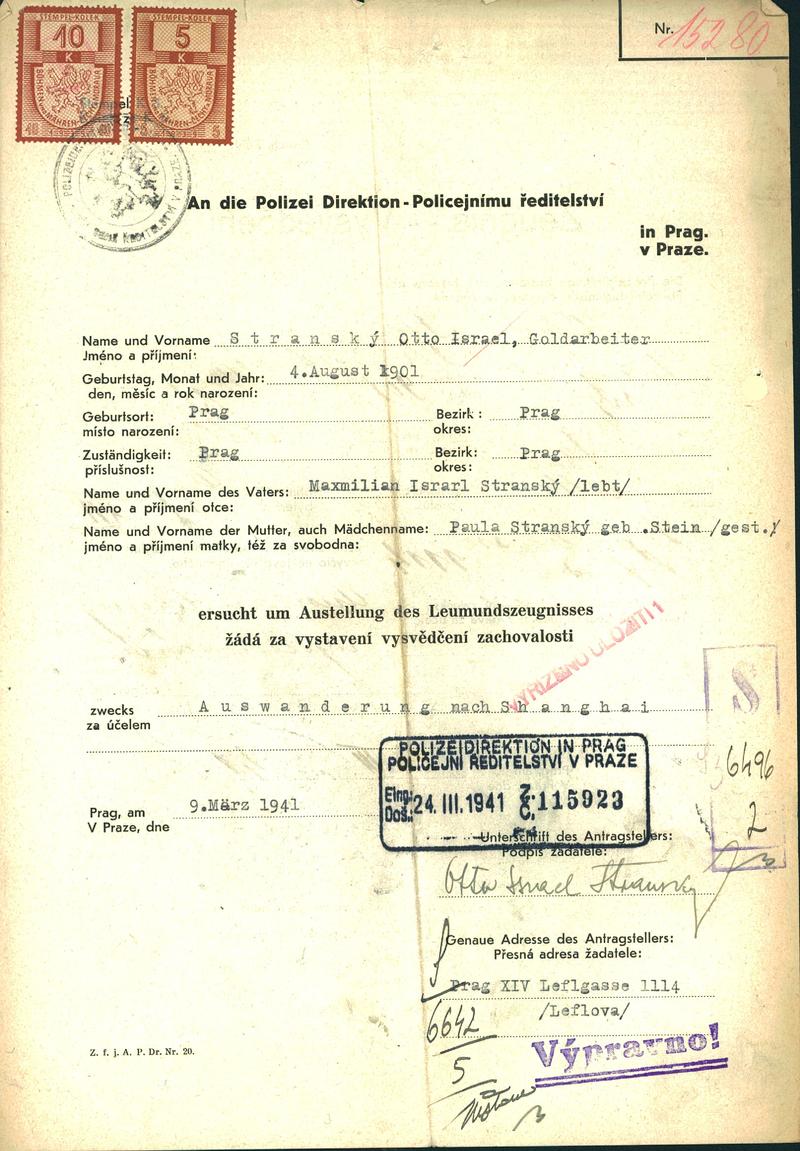 STEMPEL-KOLEK STEMPEL-KOLEK
10 5
K K
Nr. 15280
An die Polizei Direktion - Policejnímu ředitelství
in Prag.
v Praze.
Name und Vorname S t r a n s k ý Otto Israel, Goldarbeiter
Jméno a příjmení:
Geburtstag, Monat und Jahr: 4.August 1901
den, měsíc a rok narození:
Geburtsort: Prag Bezirk: Prag
místo narození: okres:
Zuständigkeit: Prag Bezirk: Prag
příslušnost: okres:
Name und Vorname des Vaters: Maxmilian Israrl Stranský /lebt/
jméno a příjmení otce:
Name und Vorname der Mutter, auch Mädchenname: Paula Stranský geb .Stein /gest./
jméno a příjmení matky, též za svobodna:
ersucht um Austellung des Leumundszeugnisses
žádá za vystavení vysvědčení zachovalosti
VYŘÍZENO ULOŽITI
S
zwecks A u s w a n d e r u n g nach S h a n g h a i
za účelem
POLIZEIDIREKTION IN PRAG
POLICEJNÍ ŘEDITELSTVÍ V PRAZE
6496
2
Prag, am 9.März 1941
V Praze, dne
Eing.: Doš.: 24. III. 1941 Z. Č. 115923
Unterschrift des Antragstellers:
Podpis žadatele:
Otto Israel Stransky
Genaue Adresse des Antragstellers:
Přesná adresa žadatele:
Prag XIV Leflgasse 1114
/Leflova/
6642
5
Výpravno!
Z. f. j. A. P. Dr. Nr. 20.